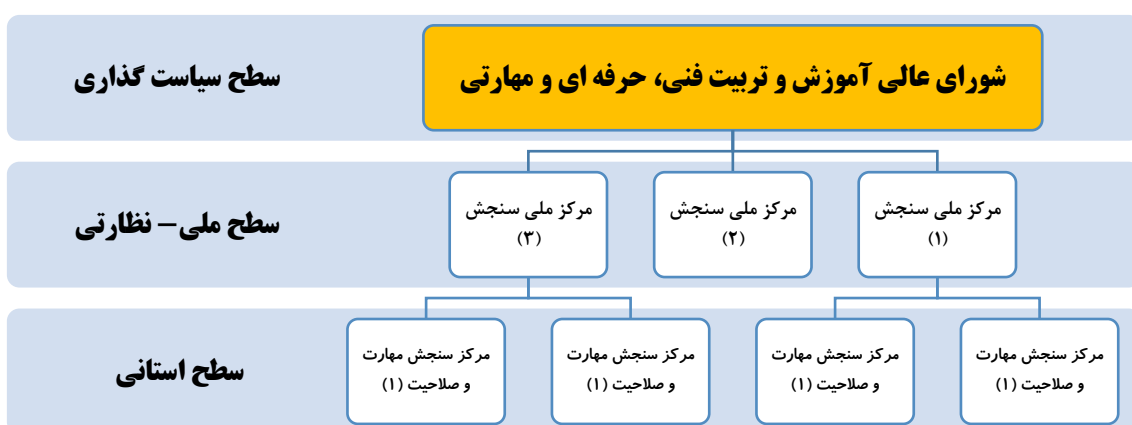 سطح سیاست گذاری
شورای عالی آموزش و تربیت فنی، حرفه ای و مهارتی
سطح ملی – نظارتی
مرکز ملی سنجش
(۱)
مرکز ملی سنجش
(۲)
مرکز ملی سنجش
(۳)
سطح استانی
مرکز سنجش مهارت
و صلاحیت (۱)
مرکز سنجش مهارت
و صلاحیت (۱)
مرکز سنجش مهارت
و صلاحیت (۱)
مرکز سنجش مهارت
و صلاحیت (۱)